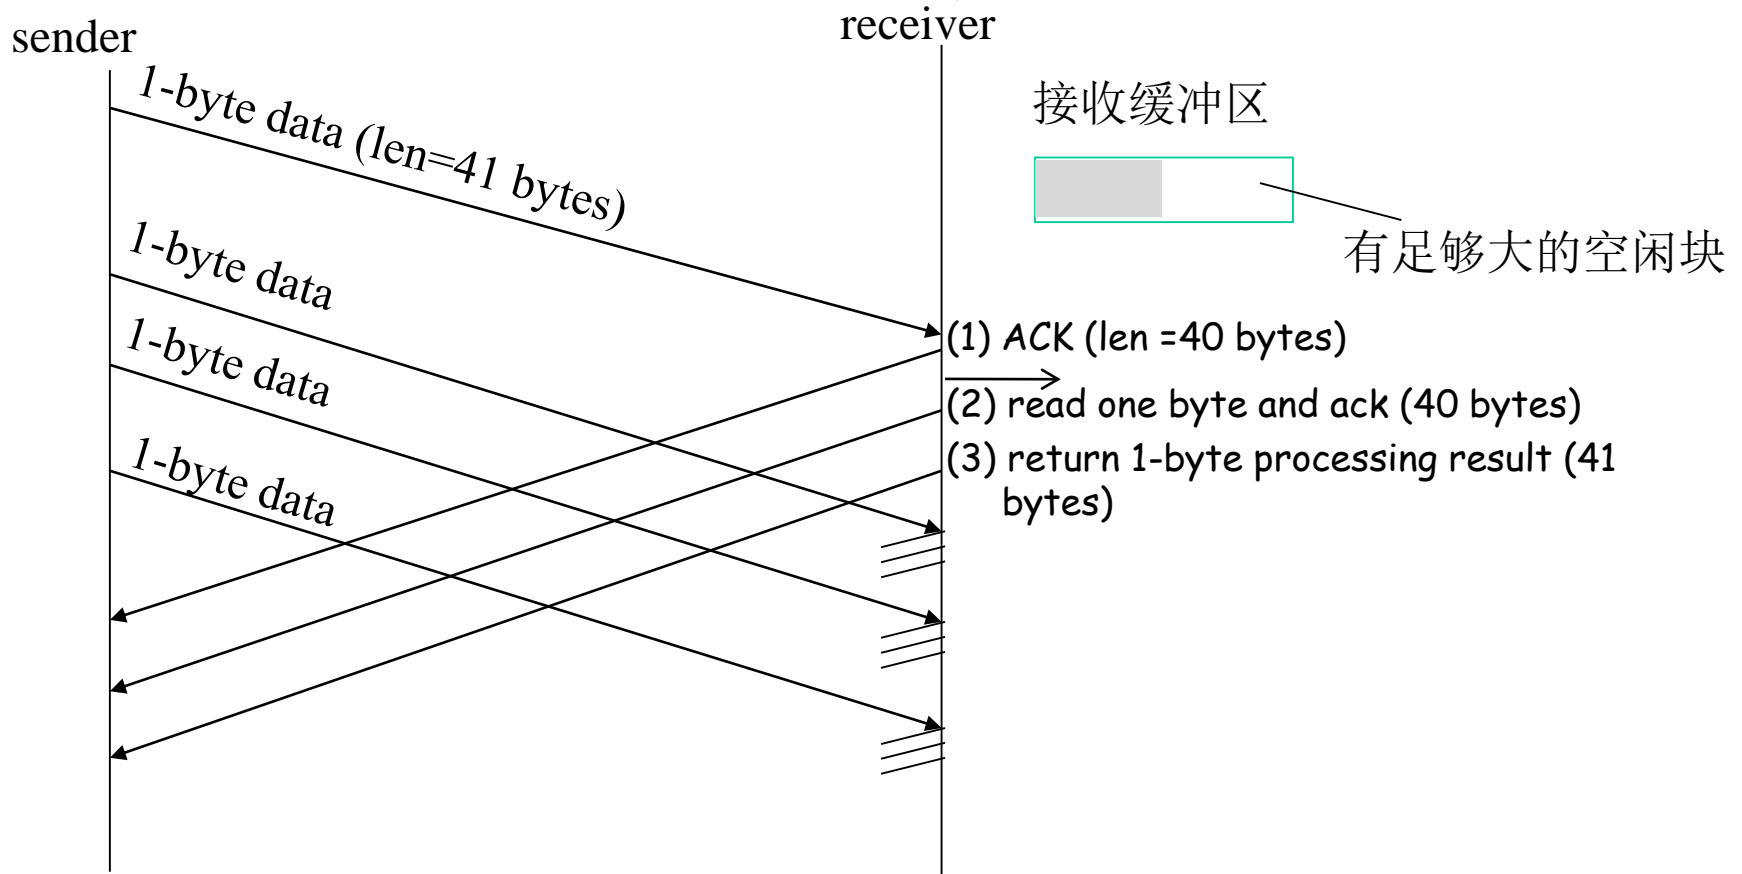 sender
receiver
1-byte data (len=41 bytes)
接收缓冲区
有足够大的空闲块
1-byte data
1-byte data
1-byte data
(1) ACK (len =40 bytes)
(2) read one byte and ack (40 bytes)
(3) return 1-byte processing result (41
bytes)